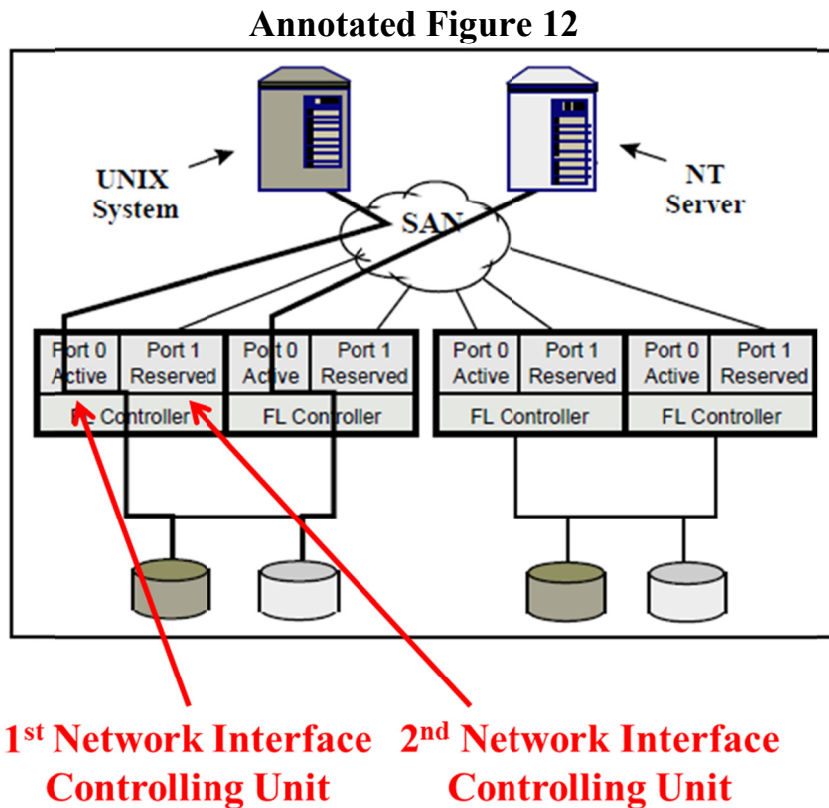 Annotated Figure 12
UNIX
System
SAN
NT
Server
Port 0
Active
Port 1
Reserved
Port 0
Active
Port 1
Reserved
Port 0
Active
Port 1
Reserved
Port 0
Active
Port 1
Reserved
FL Controller
FL Controller
FL Controller
FL Controller
1st Network Interface
Controlling Unit
2nd Network Interface
Controlling Unit